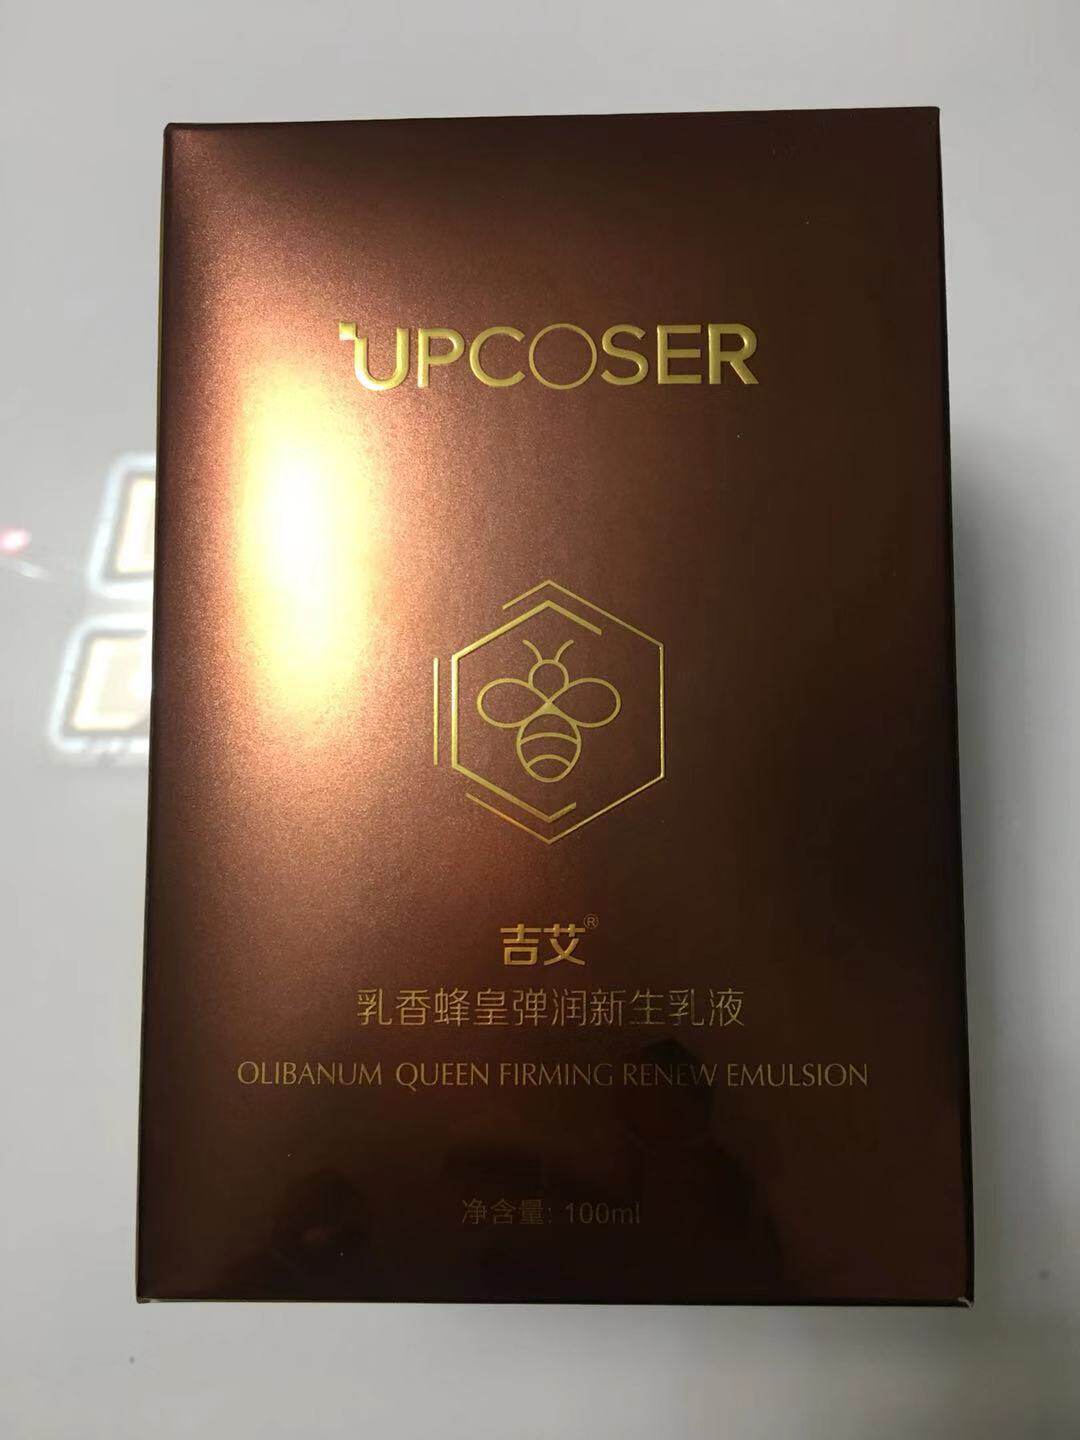 UPCOSER
吉艾®
乳香蜂皇弹润新生乳液
OLIBANUM QUEEN FIRMING RENEW EMULSION
净含量: 100ml